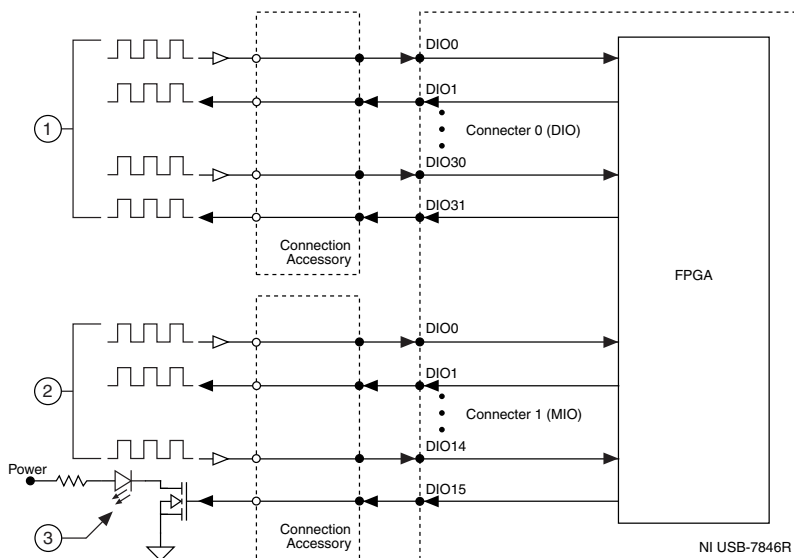 DIO0
DIO1
1
Connecter 0 (DIO)
DIO30
DIO31
Connection
Accessory
FPGA
DIO0
DIO1
2
Connecter 1 (MIO)
DIO14
Power
DIO15
3
Connection
Accessory
NI USB-7846R